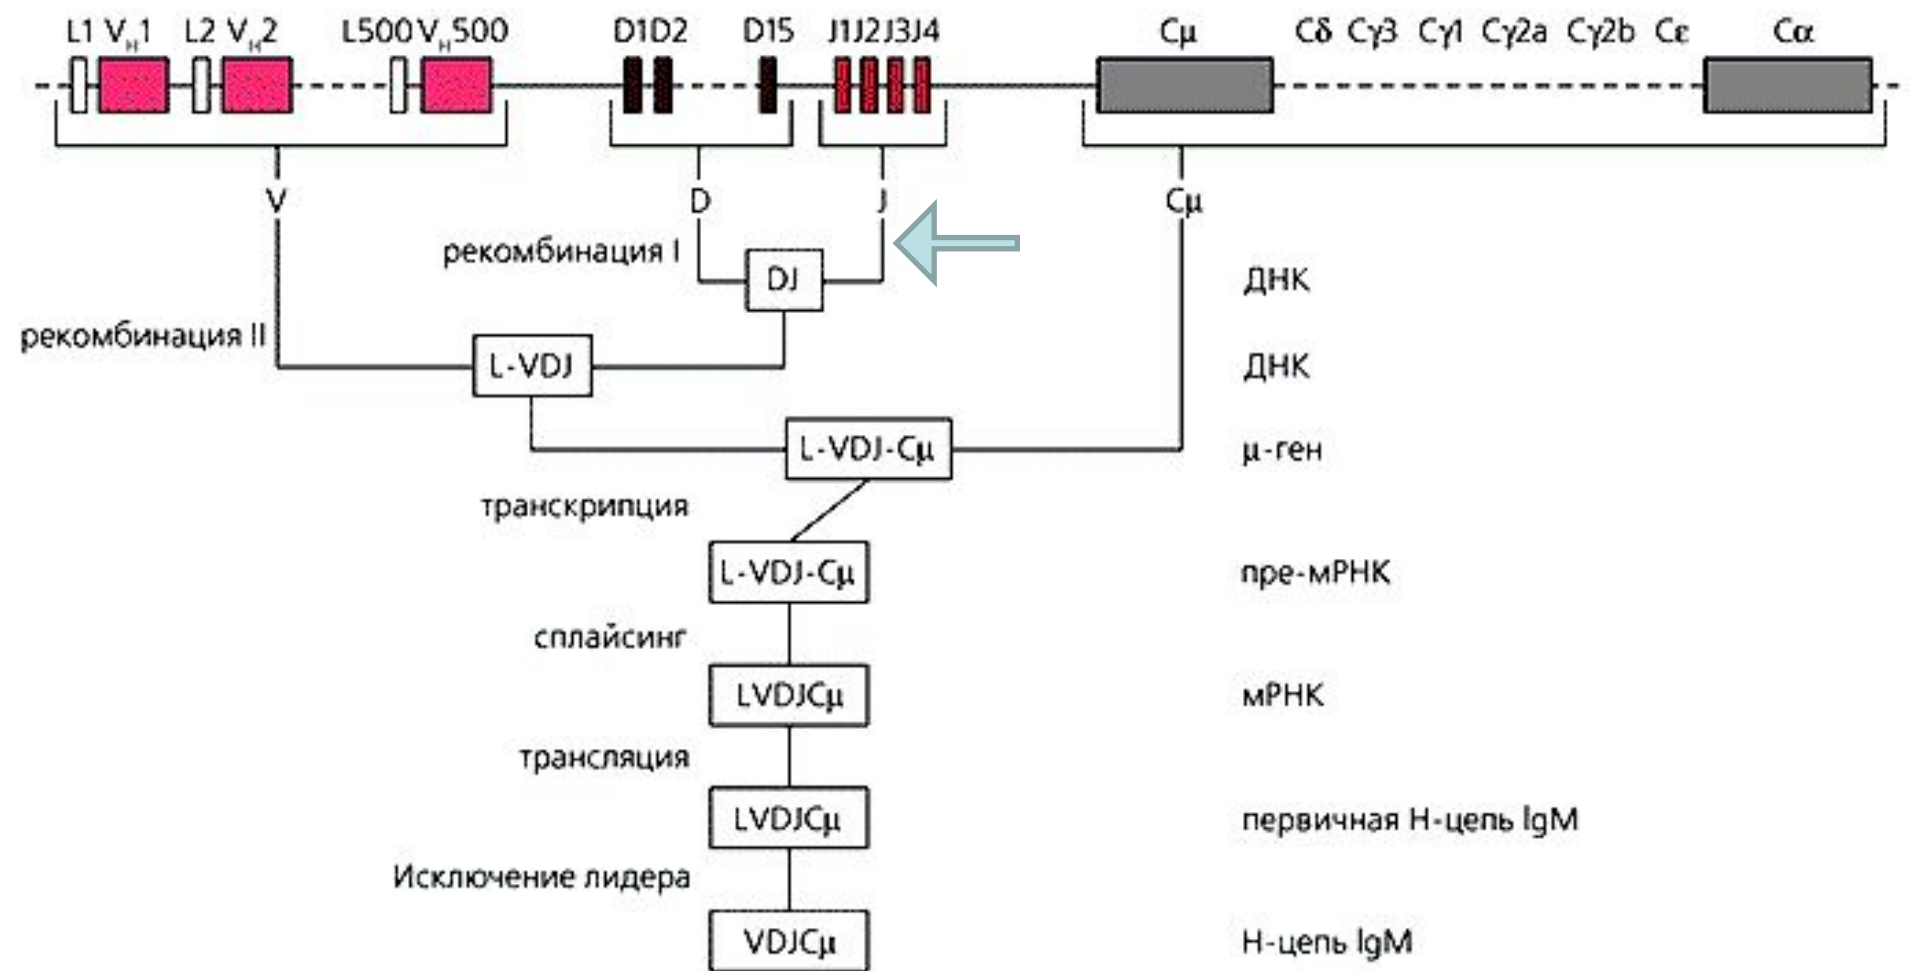 L1 VH1 L2 VH2 L500 VH500 D1D2 D15 J1J2J3J4 Cμ Cδ Cγ3 Cγ1 Cγ2a Cγ2b Cε Cα
V D J Cμ
рекомбинация I
DJ ДНК
рекомбинация II
L-VDJ ДНК
L-VDJ-Cμ μ-ген
транскрипция
L-VDJ-Cμ пре-мРНК
сплайсинг
LVDJCμ мРНК
трансляция
LVDJCμ первичная H-цепь IgM
Исключение лидера
VDJCμ H-цепь IgM